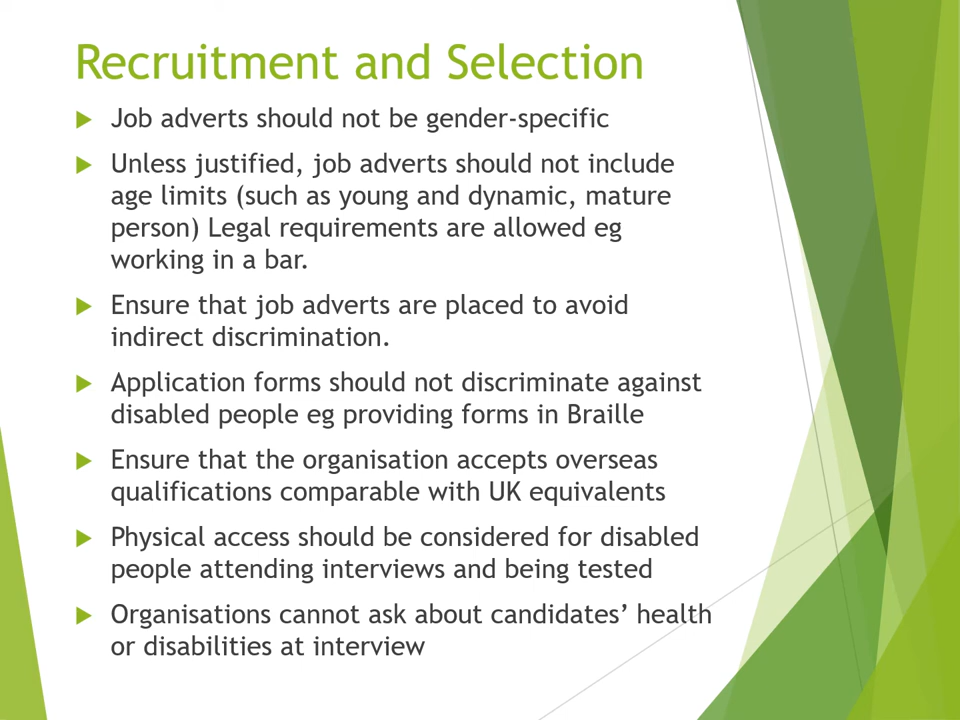 Recruitment and Selection
Job adverts should not be gender-specific
Unless justified, job adverts should not include
age limits (such as young and dynamic, mature
person) Legal requirements are allowed eg
working in a bar.
Ensure that job adverts are placed to avoid
indirect discrimination.
Application forms should not discriminate against
disabled people eg providing forms in Braille
Ensure that the organisation accepts overseas
qualifications comparable with UK equivalents
Physical access should be considered for disabled
people attending interviews and being tested
Organisations cannot ask about candidates’ health
or disabilities at interview